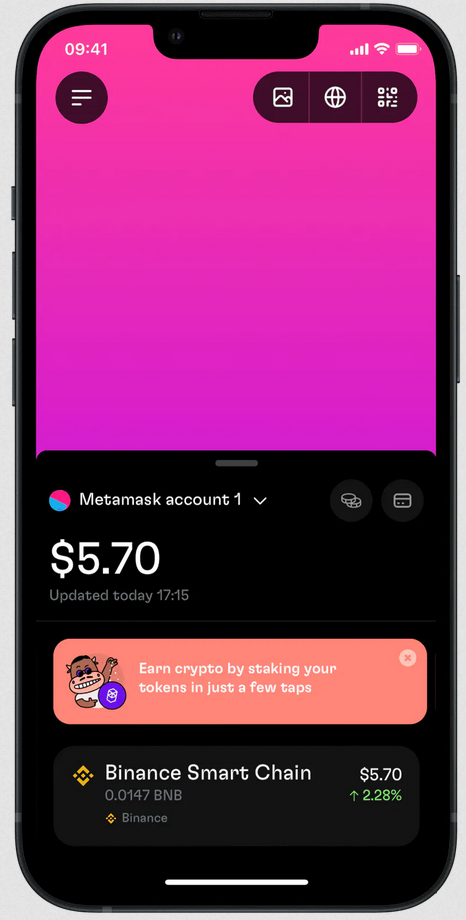 09:41
Metamask account 1
$5.70
Updated today 17:15
Earn crypto by staking your
tokens in just a few taps
Binance Smart Chain
$5.70
0.0147 BNB
↑ 2.28%
Binance